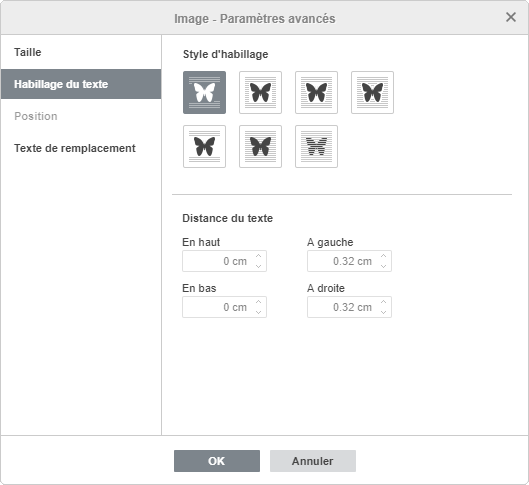 Image - Paramètres avancés
Taille
Habillage du texte
Position
Texte de remplacement
Style d'habillage
Distance du texte
En haut
A gauche
0 cm
0.32 cm
En bas
A droite
0 cm
0.32 cm
OK
Annuler